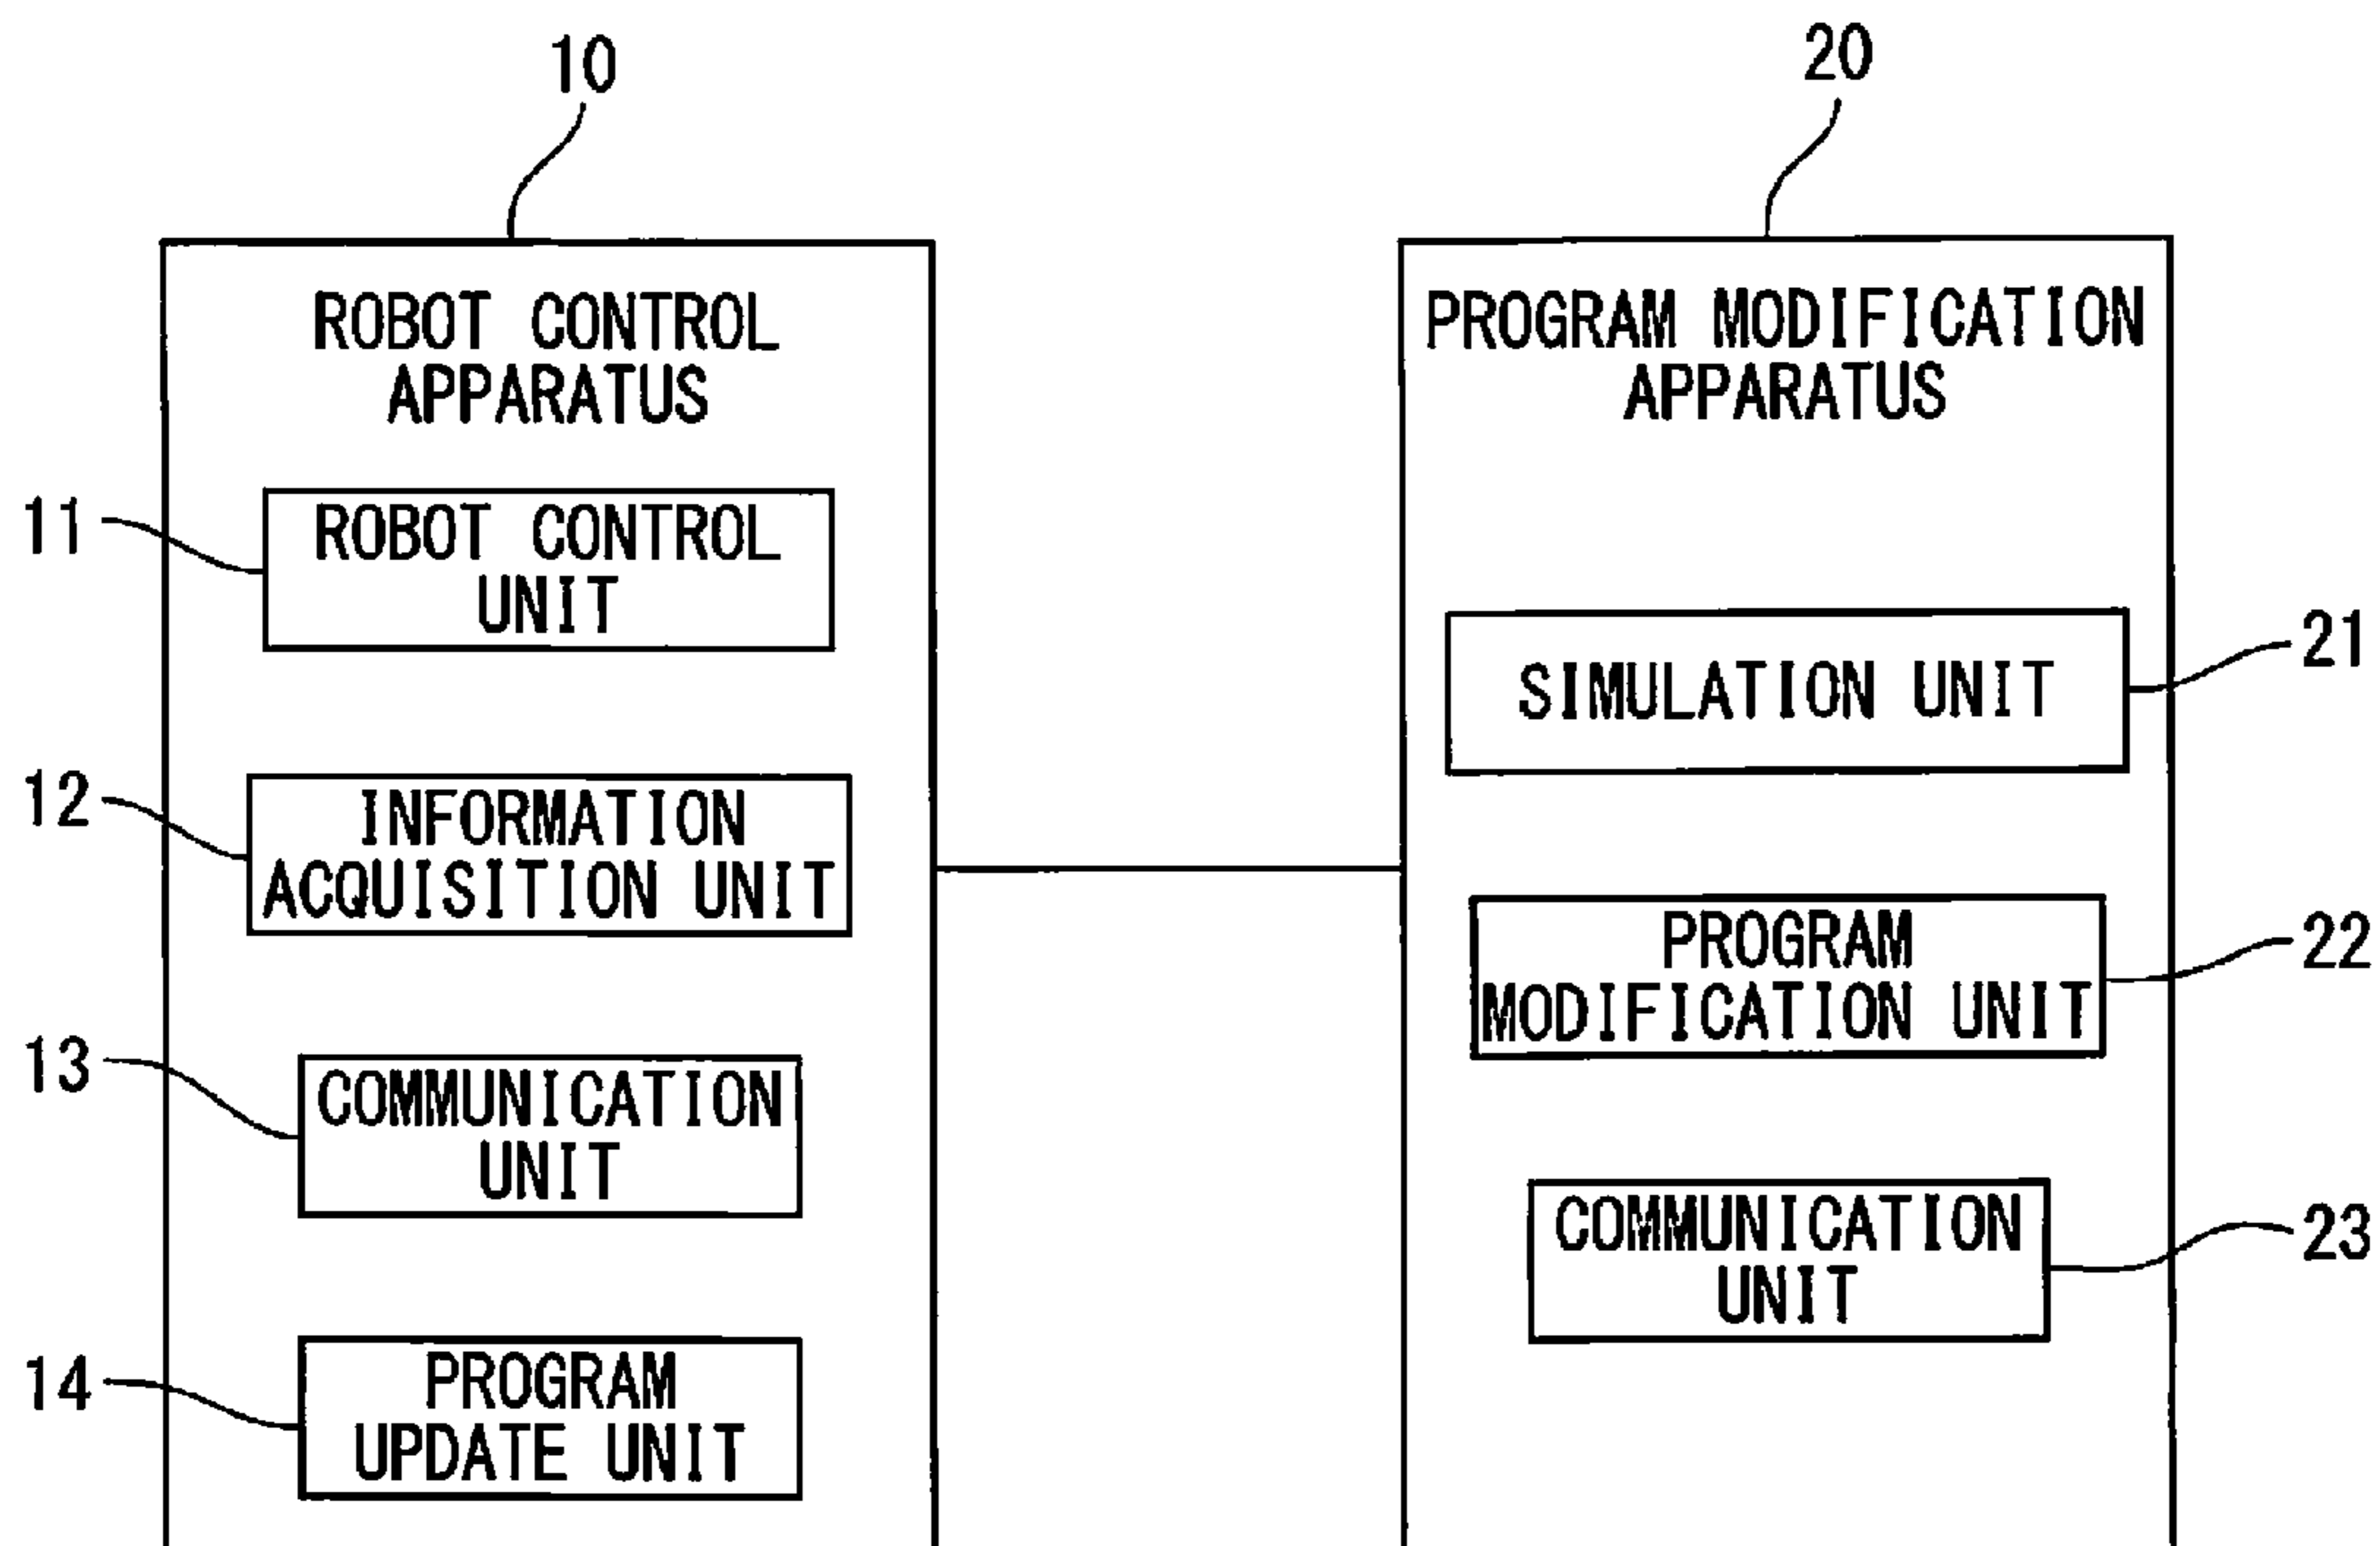 10
ROBOT CONTROL
APPARATUS
11
ROBOT CONTROL
UNIT
12
INFORMATION
ACQUISITION UNIT
13
COMMUNICATION
UNIT
14
PROGRAM
UPDATE UNIT
20
PROGRAM MODIFICATION
APPARATUS
SIMULATION UNIT
21
PROGRAM
MODIFICATION UNIT
22
COMMUNICATION
UNIT
23